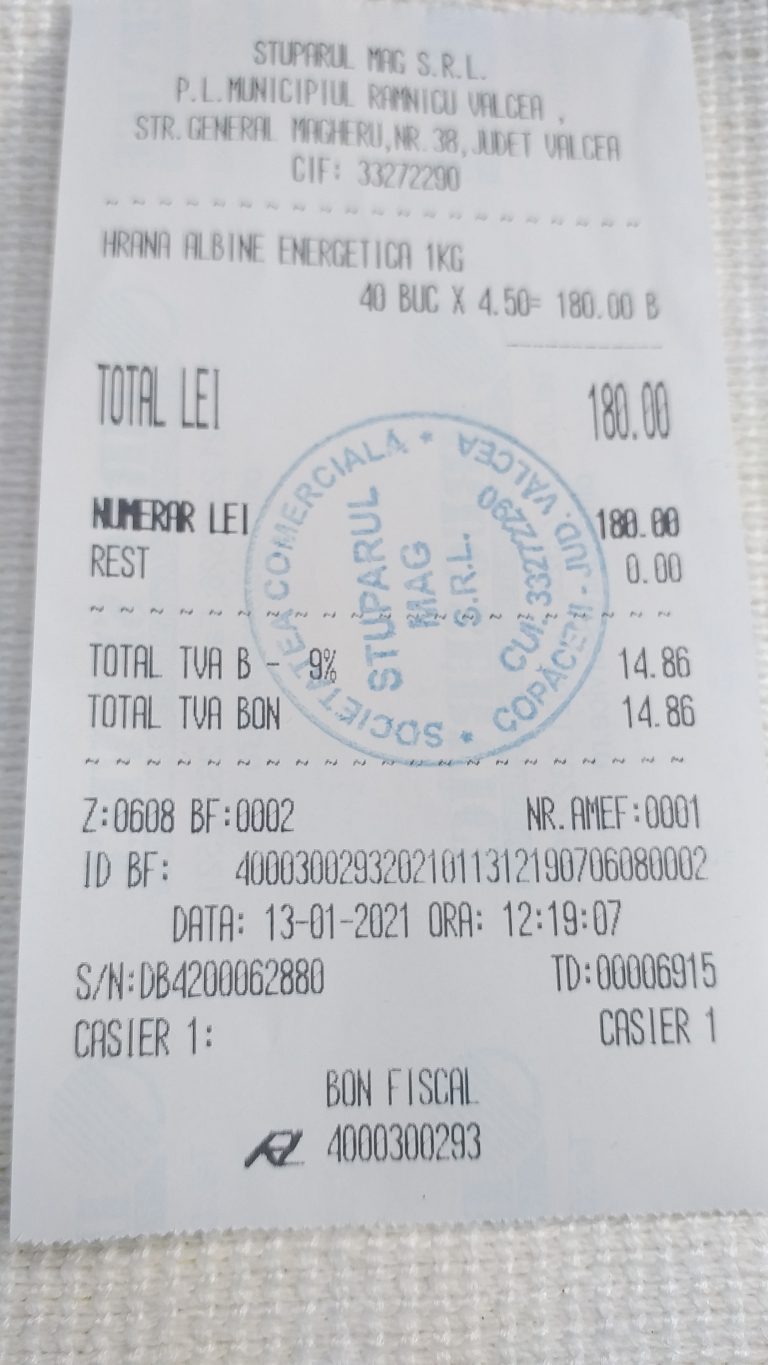 STUPARUL MAG S.R.L.
P.L.MUNICIPIUL RAMNICU VALCEA ,
STR.GENERAL MAGHERU,NR.38,JUDET VALCEA
CIF: 33272290
~ ~ ~ ~ ~ ~ ~ ~ ~ ~ ~ ~ ~ ~ ~ ~ ~ ~ ~ ~
HRANA ALBINE ENERGETICA 1KG
40 BUC X 4.50= 180.00 B
TOTAL LEI 180.00
NUMERAR LEI 180.00
REST 0.00
~ ~ ~ ~ ~ ~ ~ ~ ~ ~ ~ ~ ~ ~ ~ ~ ~ ~ ~ ~
TOTAL TVA B - 9% 14.86
TOTAL TVA BON 14.86
~ ~ ~ ~ ~ ~ ~ ~ ~ ~ ~ ~ ~ ~ ~ ~ ~ ~ ~ ~
Z:0608 BF:0002 NR.AMEF:0001
ID BF: 40003002932021011312190706080002
DATA: 13-01-2021 ORA: 12:19:07
S/N:DB4200062880 TD:00006915
CASIER 1: CASIER 1
BON FISCAL
4000300293
* SOCIETATEA COMERCIALĂ *
COPĂCENI - JUD. VALCEA
STUPARUL
MAG
S.R.L.
CUI. 33272290